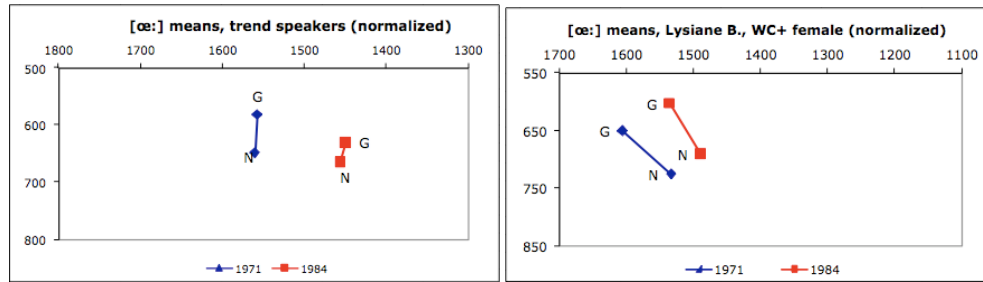 [œ:] means, trend speakers (normalized)
1800 1700 1600 1500 1400 1300
500
G
600
G
N
N
700
800
1971 1984
[œ:] means, Lysiane B., WC+ female (normalized)
1700 1600 1500 1400 1300 1200 1100
550
G
650
G
N
N
750
850
1971 1984